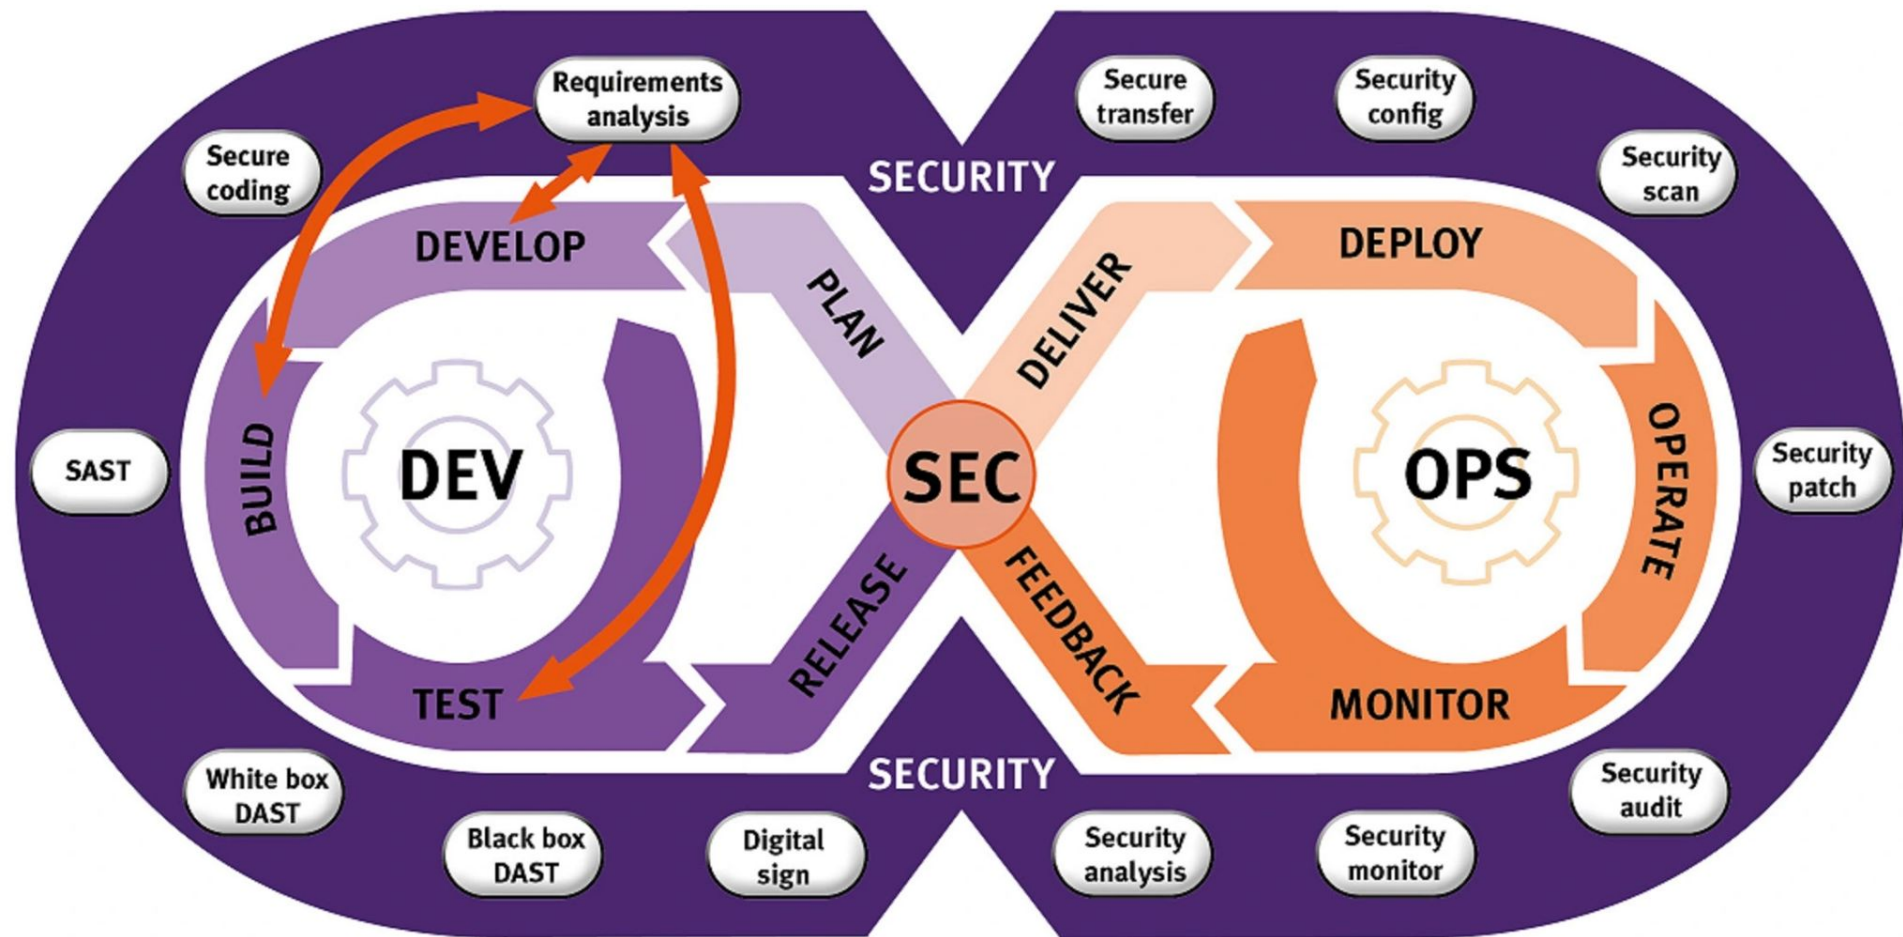 Requirements
analysis
Secure
coding
SAST
White box
DAST
Black box
DAST
Digital
sign
SECURITY
DEVELOP
PLAN
BUILD
DEV
TEST
RELEASE
SEC
SECURITY
Secure
transfer
Security
config
Security
scan
Security
patch
Security
audit
Security
monitor
Security
analysis
DELIVER
DEPLOY
OPERATE
OPS
MONITOR
FEEDBACK